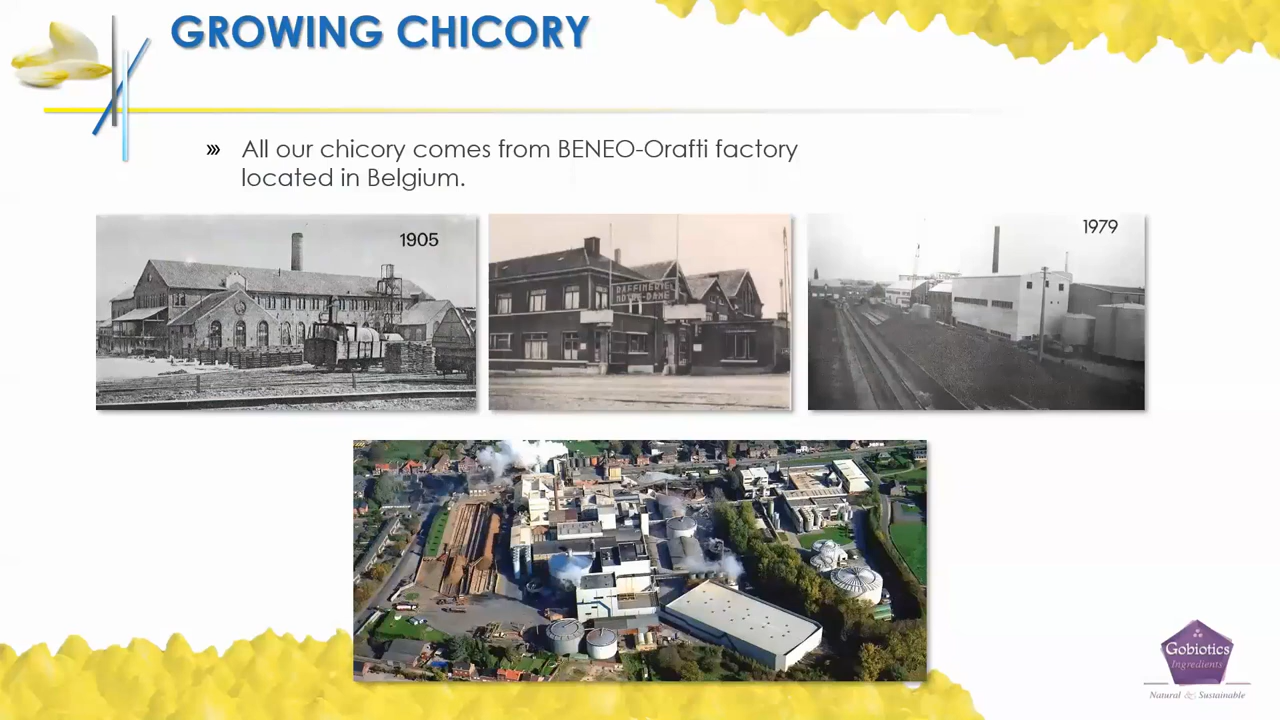 GROWING CHICORY
››› All our chicory comes from BENEO-Orafti factory
located in Belgium.
1905
RAFFINERIE
NOTRE-DAME
1979
Gobiotics
Ingredients
Natural & Sustainable